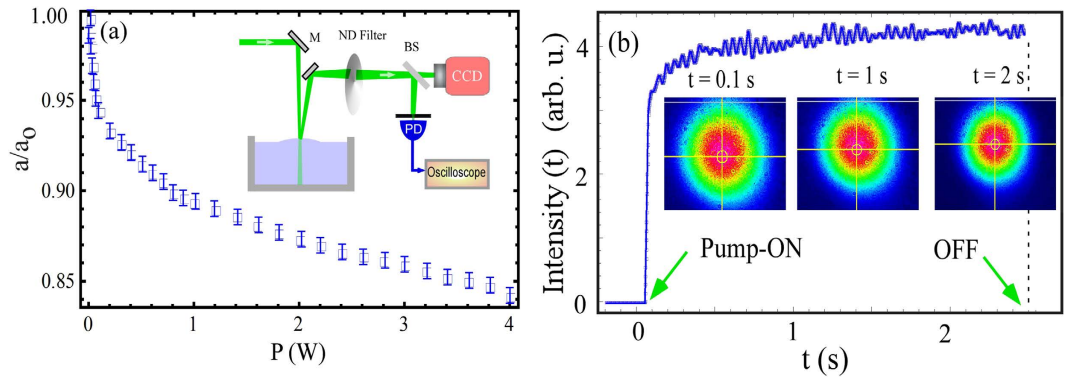 (a)
M
ND Filter
BS
CCD
PD
Oscilloscope
1.00
0.95
0.90
0.85
a/a₀
0 1 2 3 4
P (W)
(b)
t = 0.1 s t = 1 s t = 2 s
Pump-ON OFF
4
2
0
Intensity (t) (arb. u.)
0 1 2
t (s)